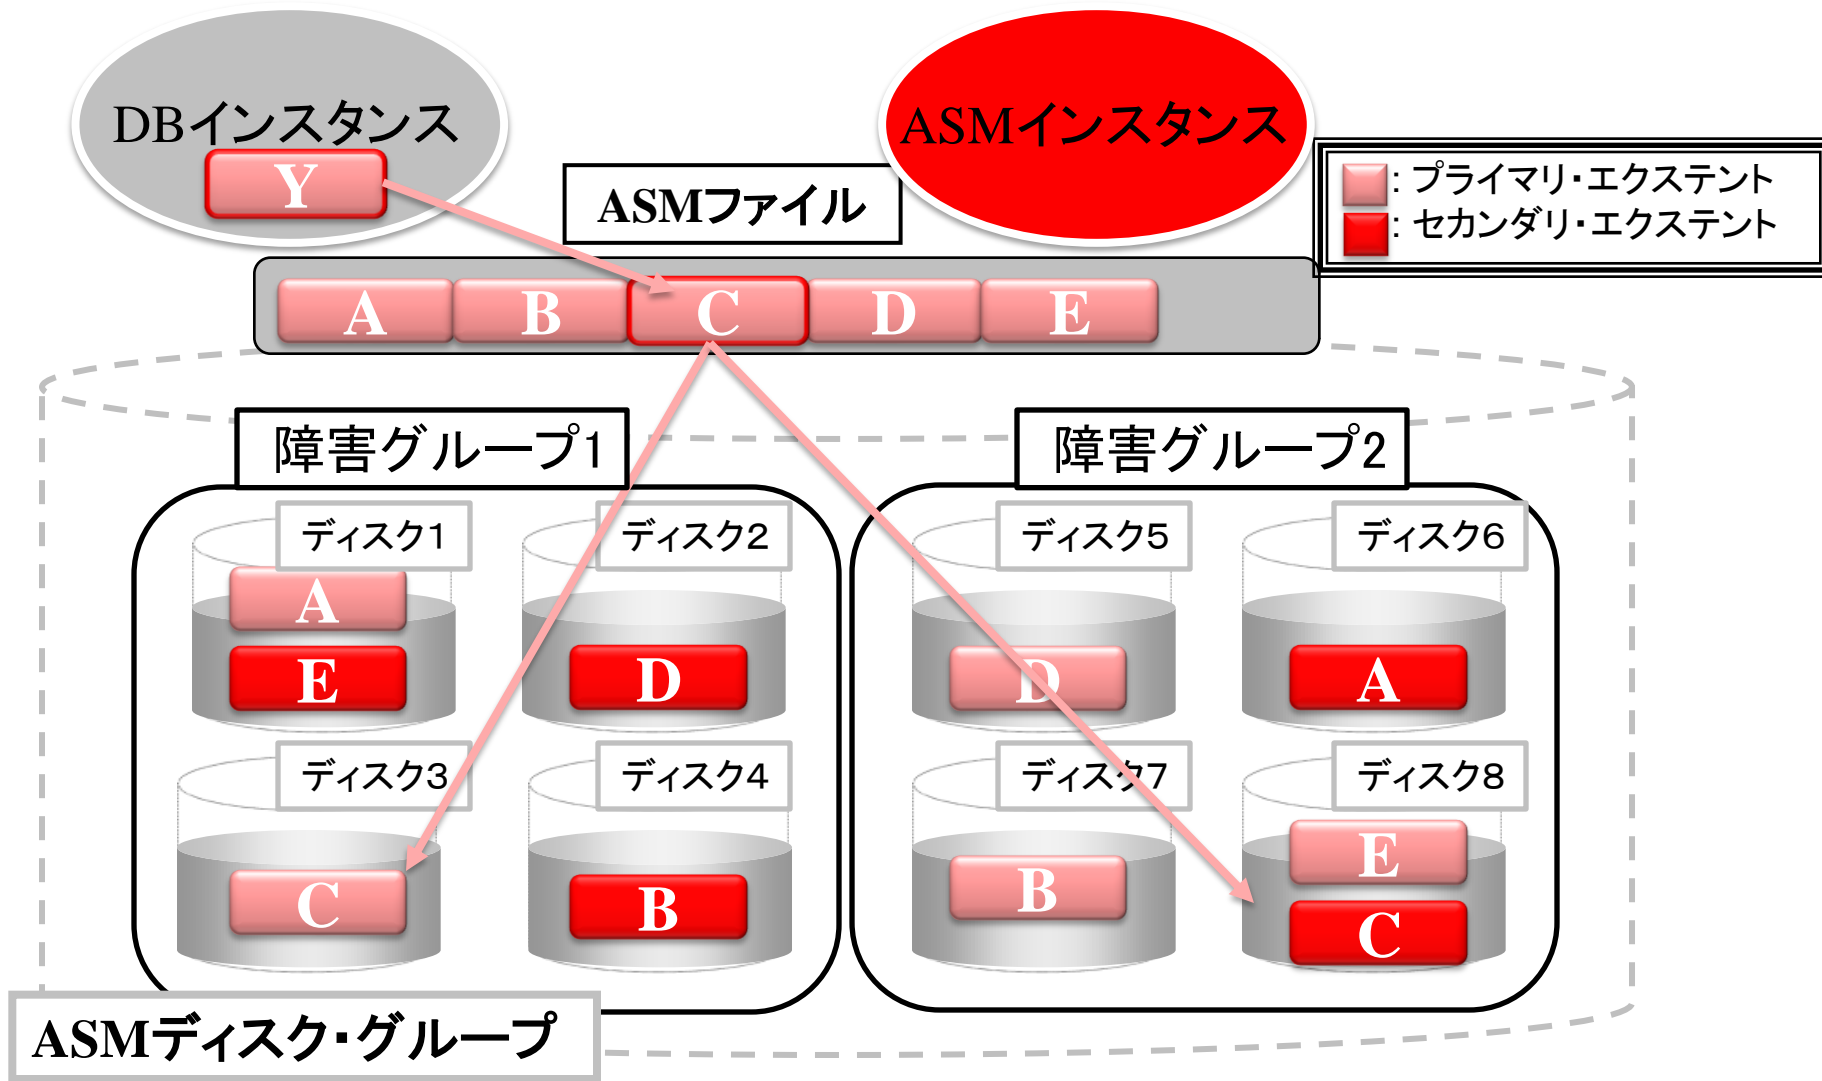 DBインスタンス
Y
ASMインスタンス
ASMファイル
: プライマリ・エクステント
: セカンダリ・エクステント
A B C D E
障害グループ1
障害グループ2
ディスク1
ディスク2
ディスク5
ディスク6
A
E
D
D
A
ディスク3
ディスク4
ディスク7
ディスク8
C
B
B
E
C
ASMディスク・グループ